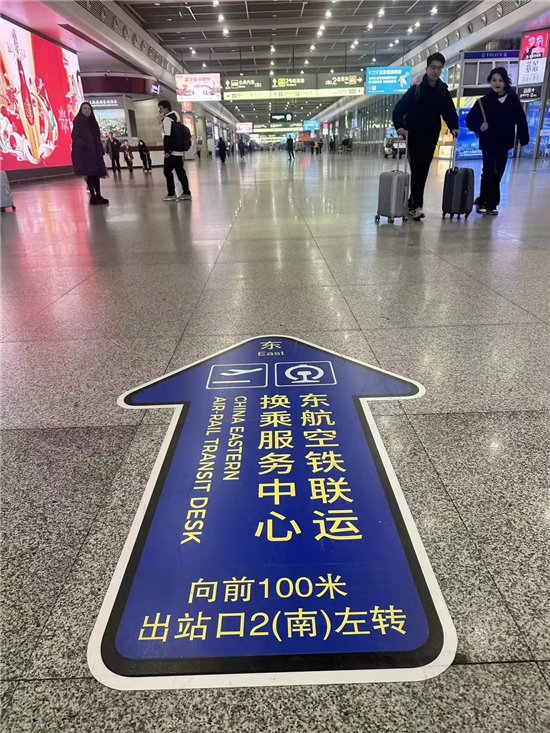 东
East
东航空铁联运
换乘服务中心
CHINA EASTERN
AIR-RAIL TRANSIT DESK
向前100米
出站口2(南)左转